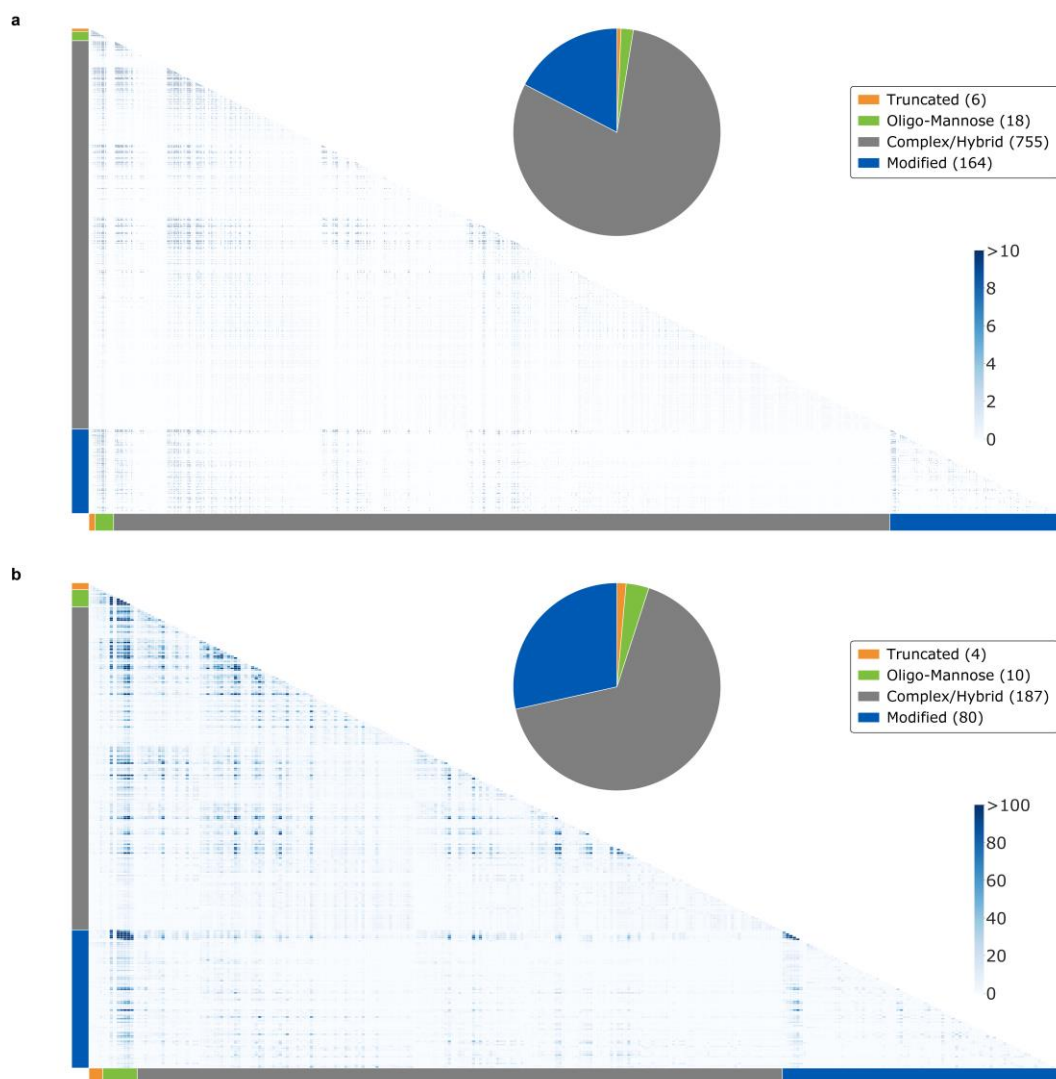 a
Truncated (6)
Oligo-Mannose (18)
Complex/Hybrid (755)
Modified (164)
>10
8
6
4
2
0
b
Truncated (4)
Oligo-Mannose (10)
Complex/Hybrid (187)
Modified (80)
>100
80
60
40
20
0